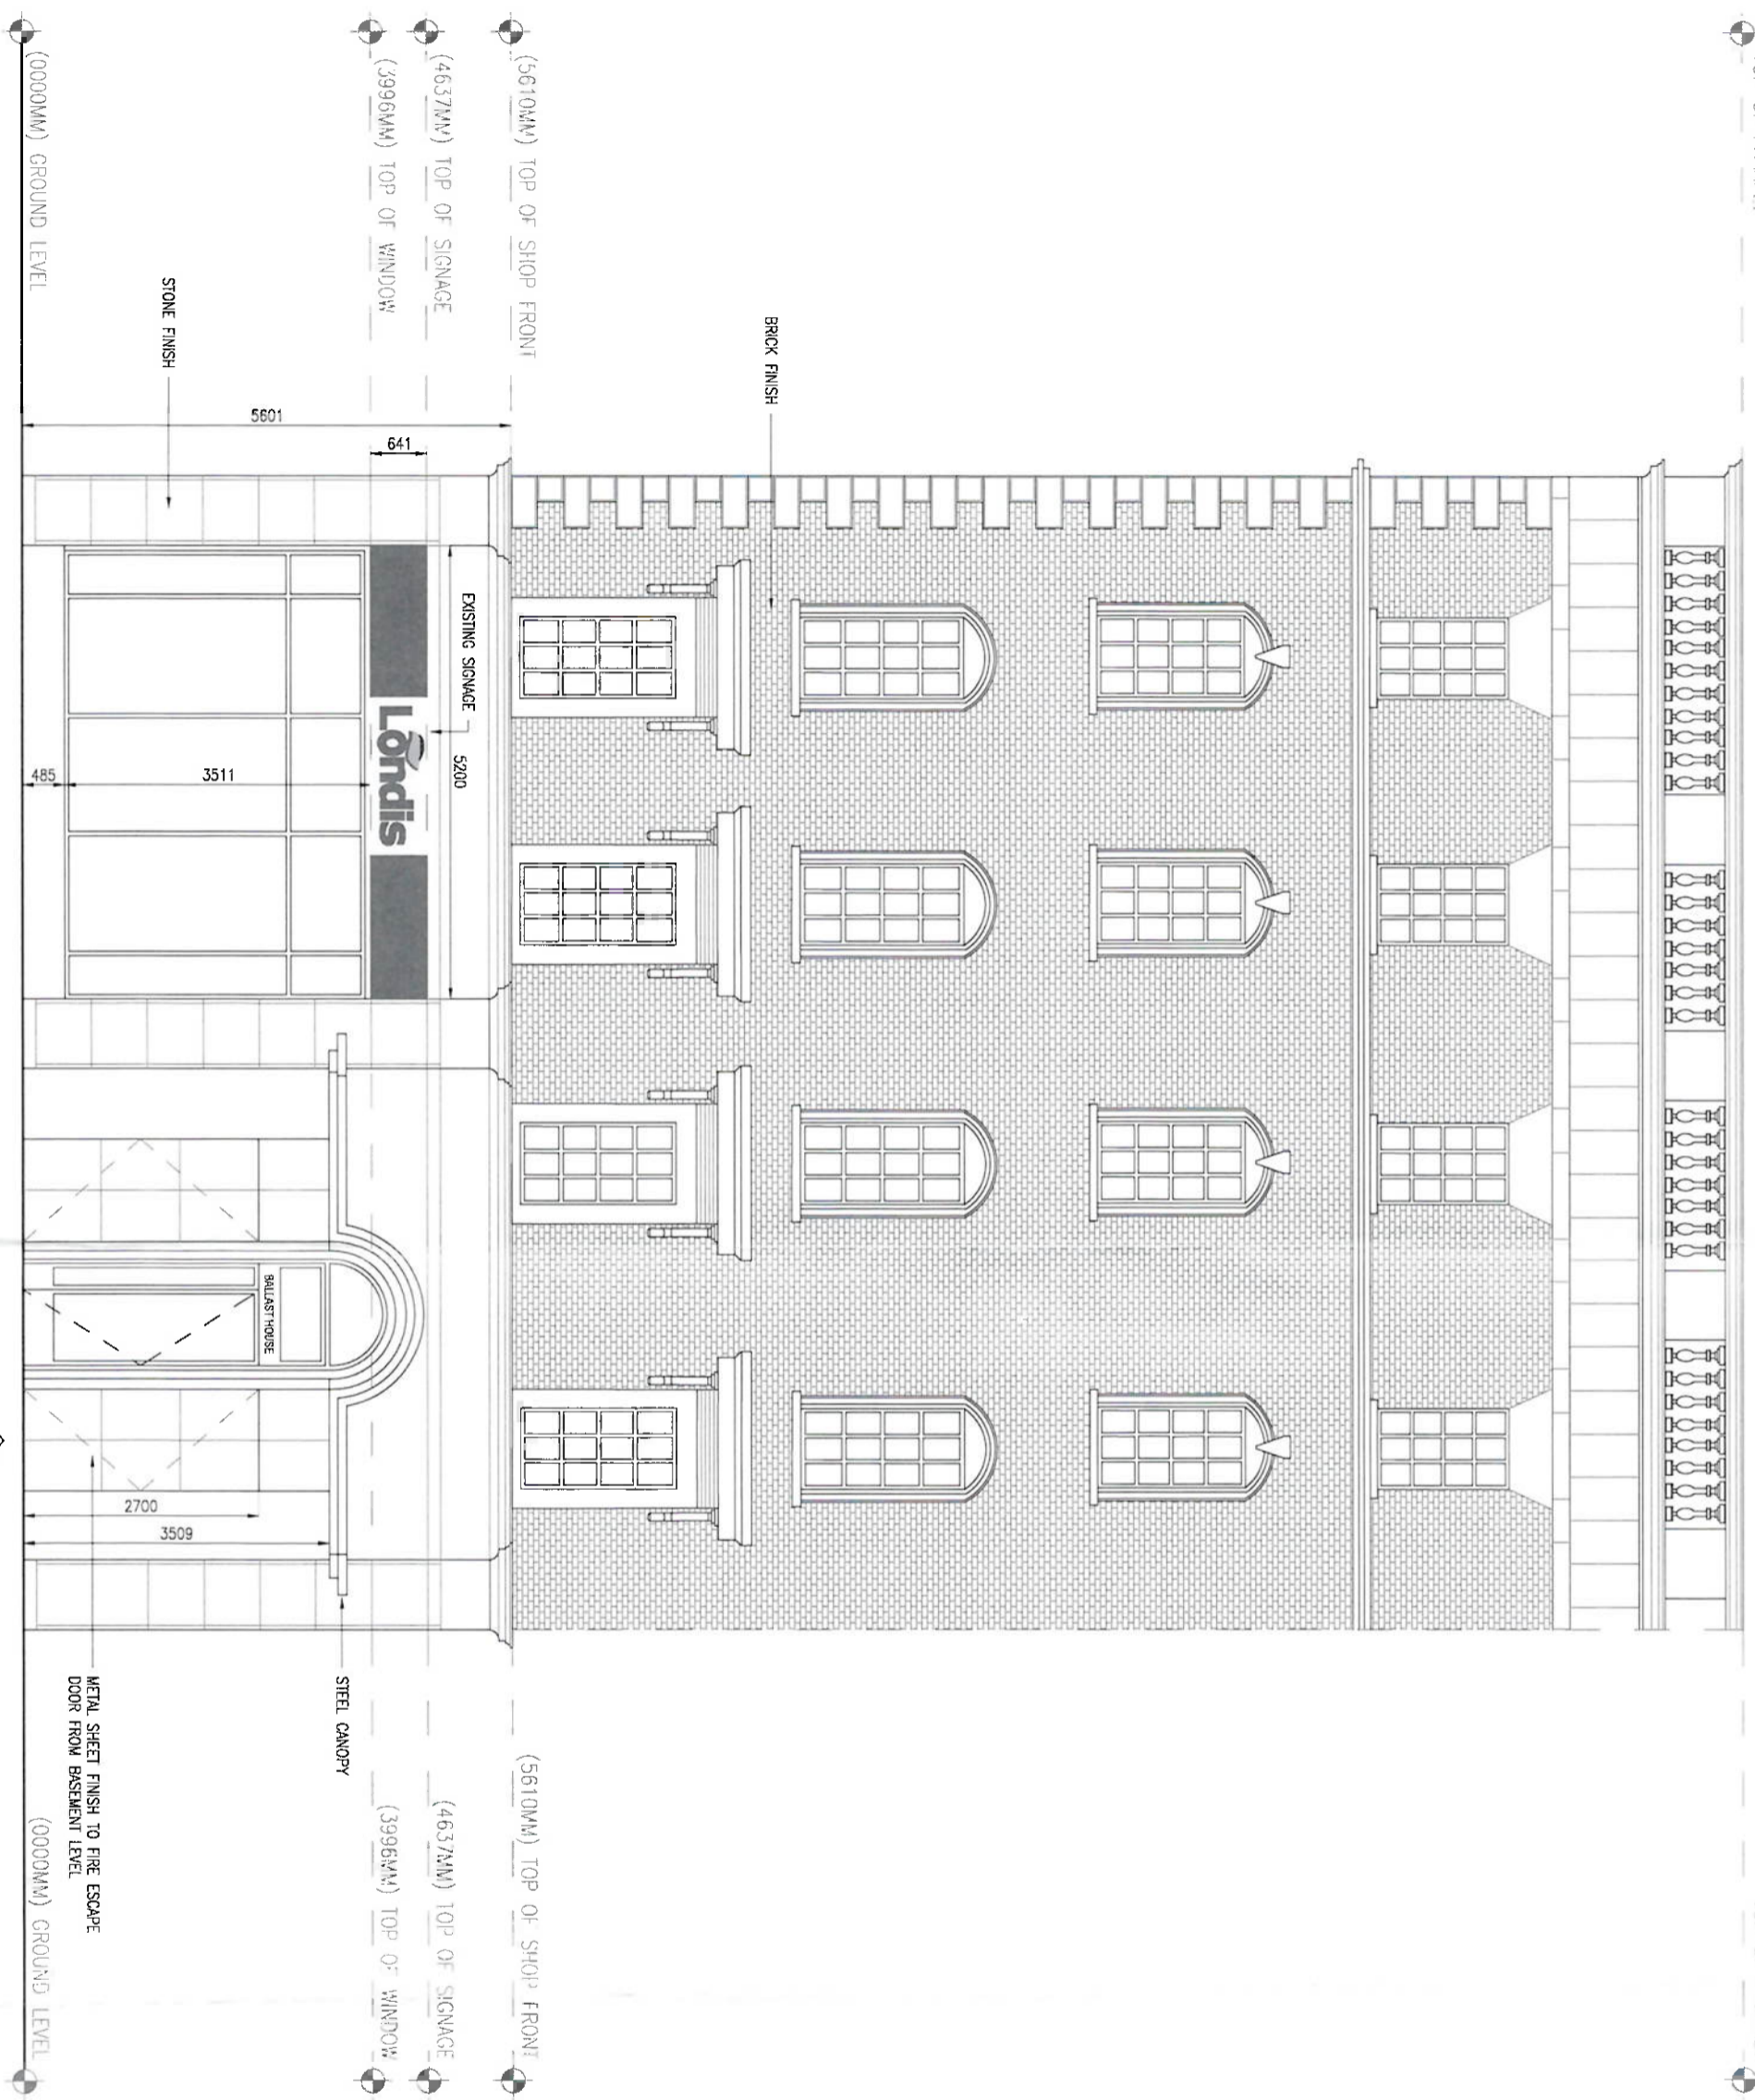 (5610MM) TOP OF SHOP FRONT
(4637MM) TOP OF SIGNAGE
(3996MM) TOP OF WINDOW
(0000MM) GROUND LEVEL
BRICK FINISH
STONE FINISH
5601
641
EXISTING SIGNAGE
5200
Londis
3511
485
BALLAST HOUSE
2700
3509
STEEL CANOPY
METAL SHEET FINISH TO FIRE ESCAPE
DOOR FROM BASEMENT LEVEL
(5610MM) TOP OF SHOP FRONT
(4637MM) TOP OF SIGNAGE
(3996MM) TOP OF WINDOW
(0000MM) GROUND LEVEL